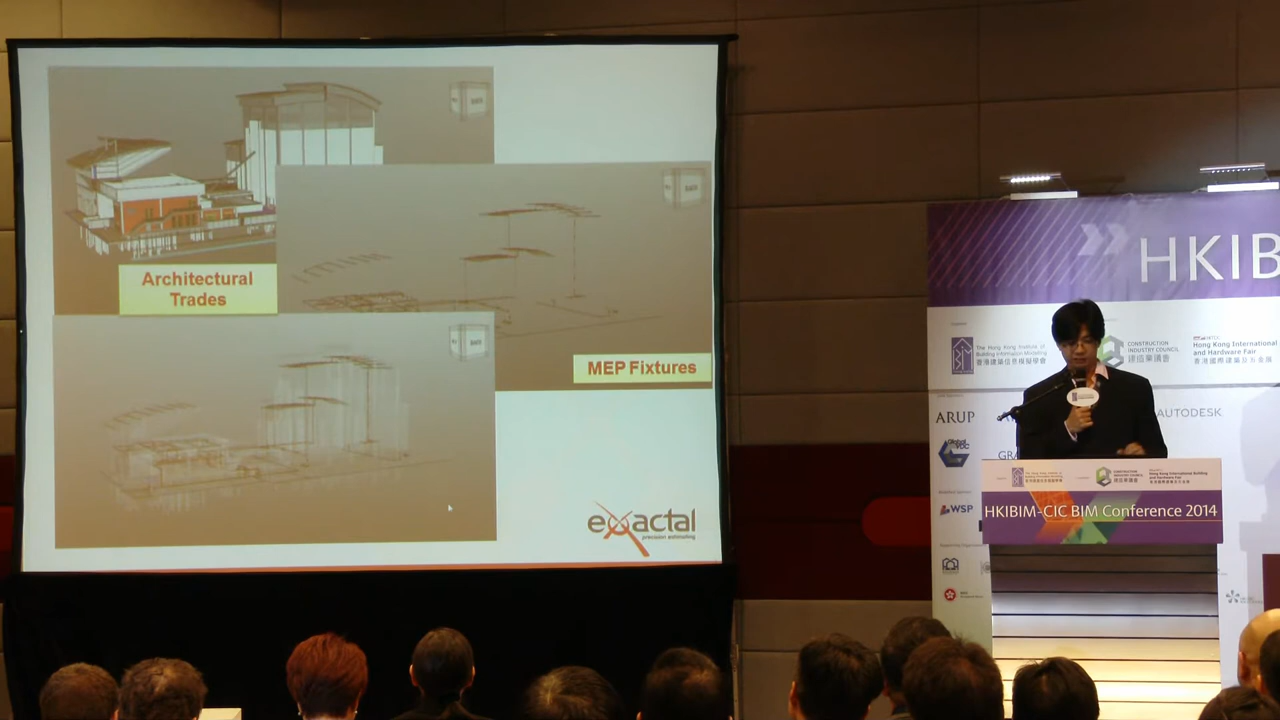 Architectural
Trades
MEP Fixtures
exactal
precision estimating
HKIB
The Hong Kong Institute of
Building Information Modelling
香港建築信息模擬學會
CONSTRUCTION
INDUSTRY COUNCIL
建造業議會
Hong Kong International
and Hardware Fair
香港國際建築及五金展
ARUP
AUTODESK
Global
VDC
GRA
WSP
HKIBIM-CIC BIM Conference 2014